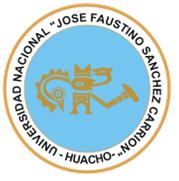 UNIVERSIDAD NACIONAL "JOSE FAUSTINO SANCHEZ CARRION"
- HUACHO-